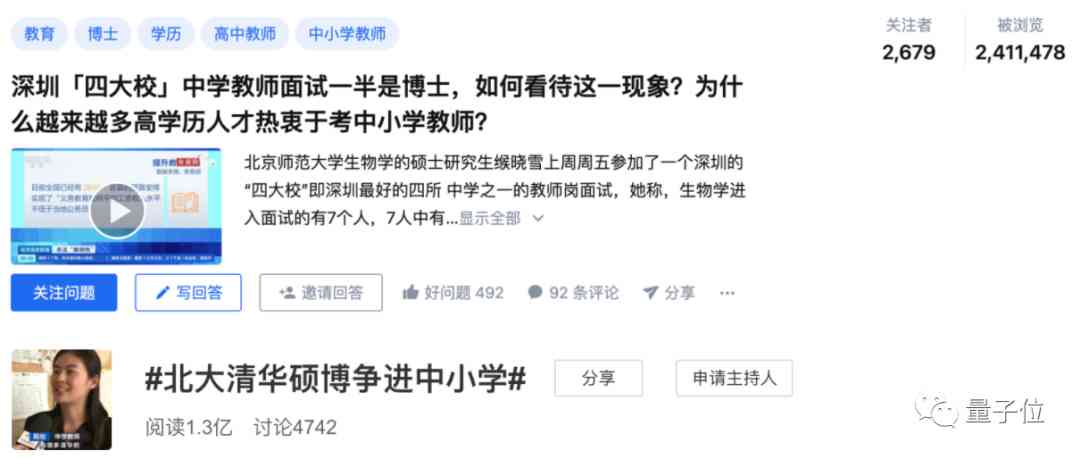 教育 博士 学历 高中教师 中小学教师
关注者 被浏览
2,679 2,411,478
深圳「四大校」中学教师面试一半是博士，如何看待这一现象？为什
么越来越多高学历人才热衷于考中小学教师？
北京师范大学生物学的硕士研究生缑晓雪上周周五参加了一个深圳的
“四大校”即深圳最好的四所 中学之一的教师岗面试，她称，生物学进
入面试的有7个人，7人中有...显示全部
关注问题 写回答 邀请回答 好问题 492 92 条评论 分享 ...
#北大清华硕博争进中小学# 分享 申请主持人
阅读1.3亿 讨论4742
量子位